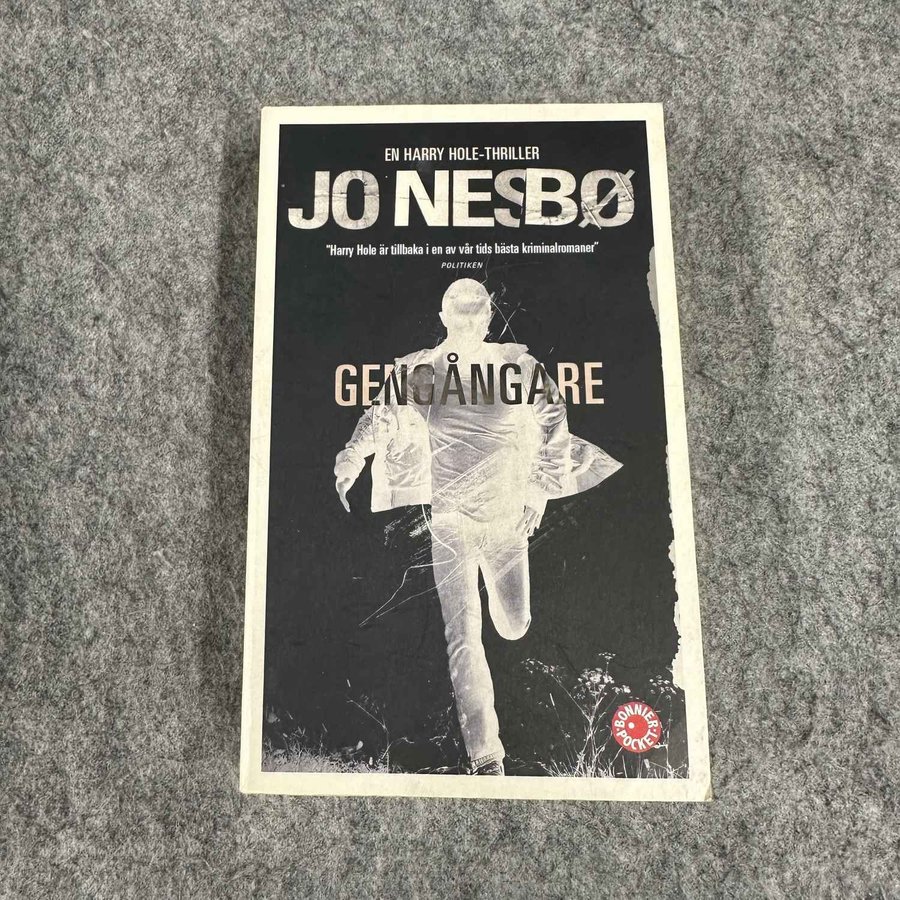 EN HARRY HOLE-THRILLER
JO NESBØ
"Harry Hole är tillbaka i en av vår tids bästa kriminalromaner"
POLITIKEN
GENGÅNGARE
BONNIER
POCKET